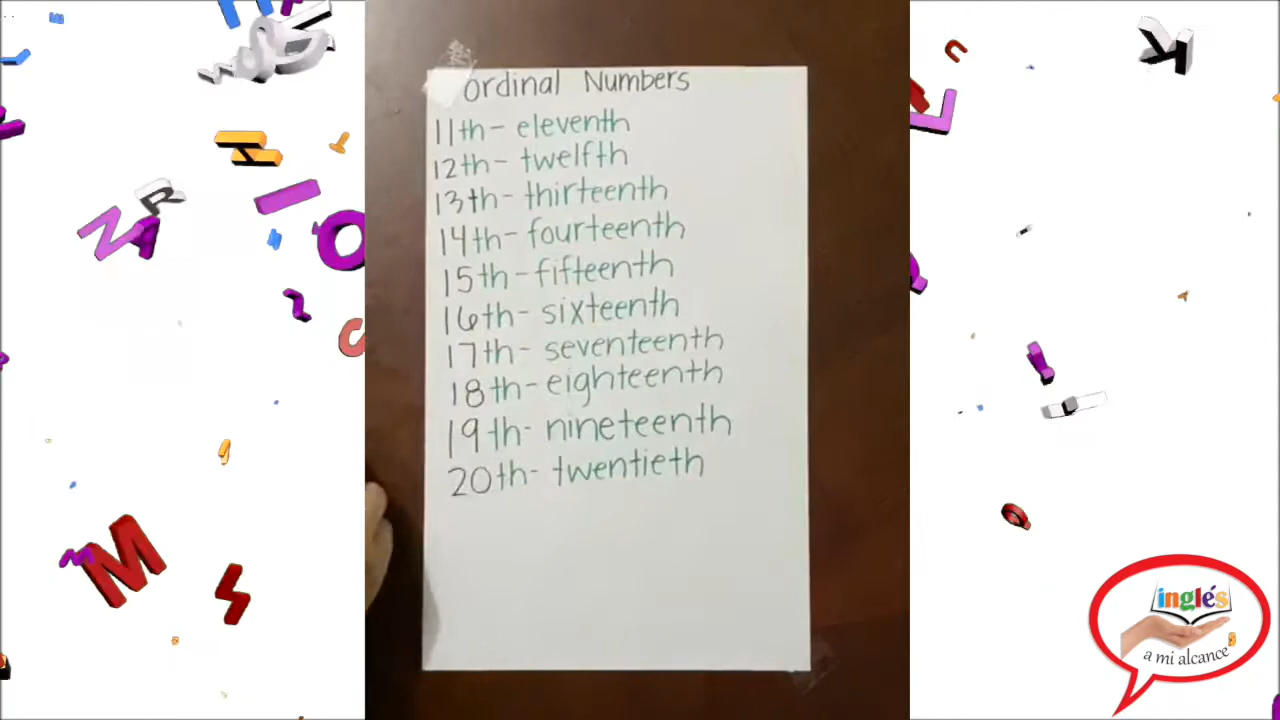 ordinal Numbers
11th - eleventh
12th - twelfth
13th - thirteenth
14th - fourteenth
15th - fifteenth
16th - sixteenth
17th - seventeenth
18th - eighteenth
19th - nineteenth
20th - twentieth
inglés
a mi alcance